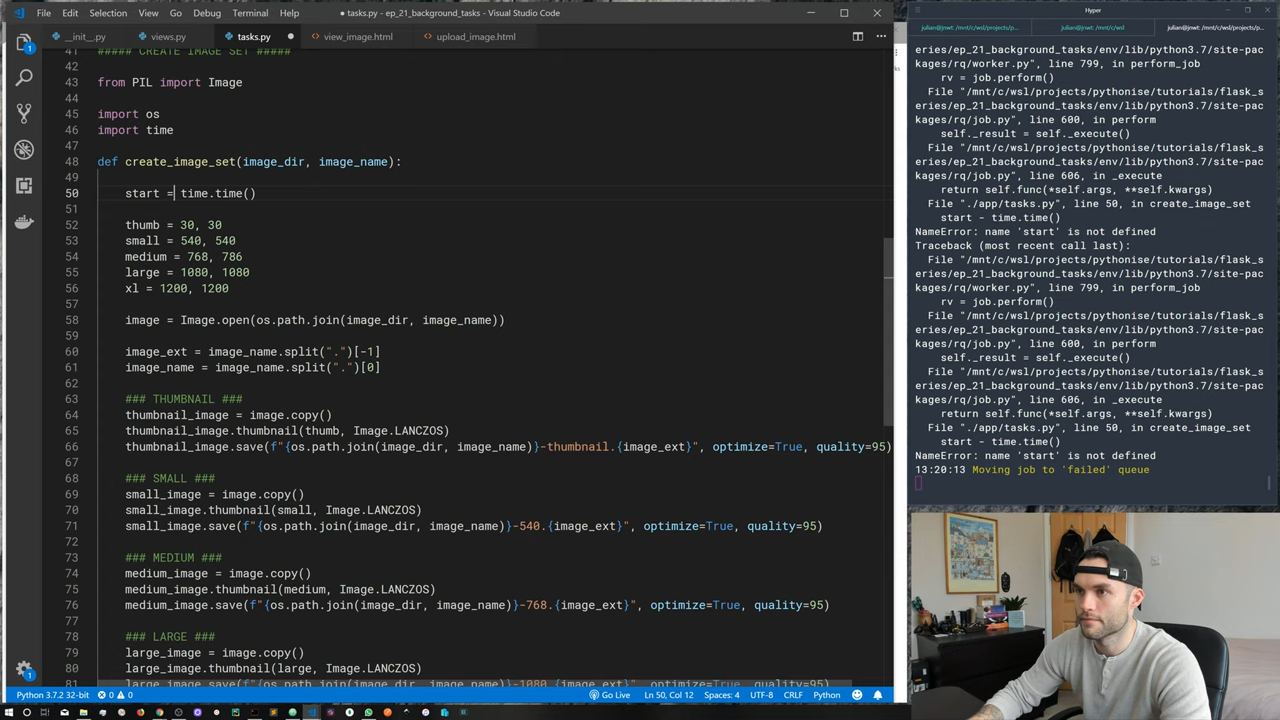 File Edit Selection View Go Debug Terminal Help
● tasks.py - ep_21_background_tasks - Visual Studio Code
__init__.py views.py tasks.py ● view_image.html upload_image.html
41 ##### CREATE IMAGE SET #####
42
43 from PIL import Image
44
45 import os
46 import time
47
48 def create_image_set(image_dir, image_name):
49
50 start = time.time()
51
52 thumb = 30, 30
53 small = 540, 540
54 medium = 768, 786
55 large = 1080, 1080
56 xl = 1200, 1200
57
58 image = Image.open(os.path.join(image_dir, image_name))
59
60 image_ext = image_name.split(".")[-1]
61 image_name = image_name.split(".")[0]
62
63 ### THUMBNAIL ###
64 thumbnail_image = image.copy()
65 thumbnail_image.thumbnail(thumb, Image.LANCZOS)
66 thumbnail_image.save(f"{os.path.join(image_dir, image_name)}-thumbnail.{image_ext}", optimize=True, quality=95)
67
68 ### SMALL ###
69 small_image = image.copy()
70 small_image.thumbnail(small, Image.LANCZOS)
71 small_image.save(f"{os.path.join(image_dir, image_name)}-540.{image_ext}", optimize=True, quality=95)
72
73 ### MEDIUM ###
74 medium_image = image.copy()
75 medium_image.thumbnail(medium, Image.LANCZOS)
76 medium_image.save(f"{os.path.join(image_dir, image_name)}-768.{image_ext}", optimize=True, quality=95)
77
78 ### LARGE ###
79 large_image = image.copy()
80 large_image.thumbnail(large, Image.LANCZOS)
81 large_image.save(f"{os.path.join(image_dir, image_name)}-1080.{image_ext}", optimize=True, quality=95)
Python 3.7.2 32-bit 0 0 Go Live Ln 50, Col 12 Spaces: 4 UTF-8 CRLF Python
Hyper
julian@jnwt: /mnt/c/wsl/projects/p... julian@jnwt: /mnt/c/wsl julian@jnwt: /mnt/c/wsl/projects/p...
eries/ep_21_background_tasks/env/lib/python3.7/site-pac
kages/rq/worker.py", line 799, in perform_job
rv = job.perform()
File "/mnt/c/wsl/projects/pythonise/tutorials/flask_s
eries/ep_21_background_tasks/env/lib/python3.7/site-pac
kages/rq/job.py", line 600, in perform
self._result = self._execute()
File "/mnt/c/wsl/projects/pythonise/tutorials/flask_s
eries/ep_21_background_tasks/env/lib/python3.7/site-pac
kages/rq/job.py", line 606, in _execute
return self.func(*self.args, **self.kwargs)
File "./app/tasks.py", line 50, in create_image_set
start - time.time()
NameError: name 'start' is not defined
Traceback (most recent call last):
File "/mnt/c/wsl/projects/pythonise/tutorials/flask_s
eries/ep_21_background_tasks/env/lib/python3.7/site-pac
kages/rq/worker.py", line 799, in perform_job
rv = job.perform()
File "/mnt/c/wsl/projects/pythonise/tutorials/flask_s
eries/ep_21_background_tasks/env/lib/python3.7/site-pac
kages/rq/job.py", line 600, in perform
self._result = self._execute()
File "/mnt/c/wsl/projects/pythonise/tutorials/flask_s
eries/ep_21_background_tasks/env/lib/python3.7/site-pac
kages/rq/job.py", line 606, in _execute
return self.func(*self.args, **self.kwargs)
File "./app/tasks.py", line 50, in create_image_set
start - time.time()
NameError: name 'start' is not defined
13:20:13 Moving job to 'failed' queue